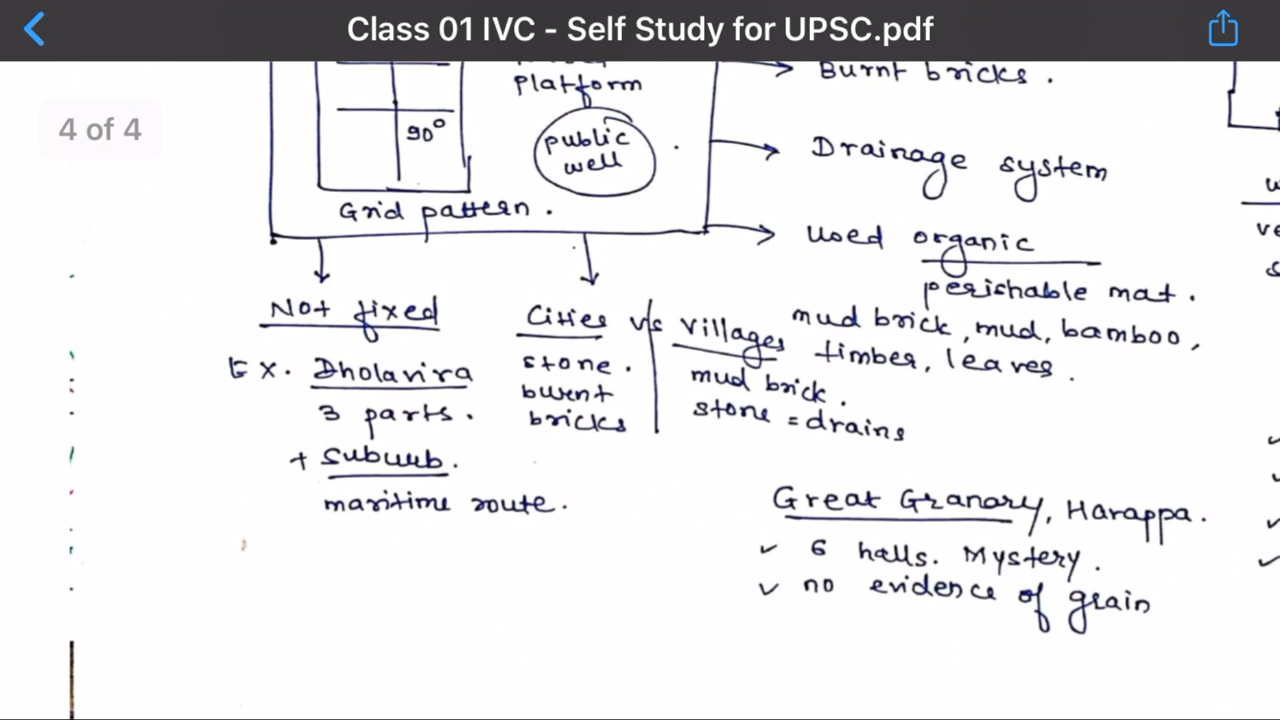 Class 01 IVC - Self Study for UPSC.pdf
4 of 4
Platform
90°
public
well
Grid pattern.
Burnt bricks.
Drainage system
used organic
perishable mat.
mud brick, mud, bamboo,
timber, leaves.
Not fixed
Ex. Dholavira
3 parts.
+ suburb.
maritime route.
Cities v/s Villages
stone.
burnt
bricks
mud brick.
stone = drains
Great Granary, Harappa.
✓ 6 halls. Mystery.
✓ no evidence of grain